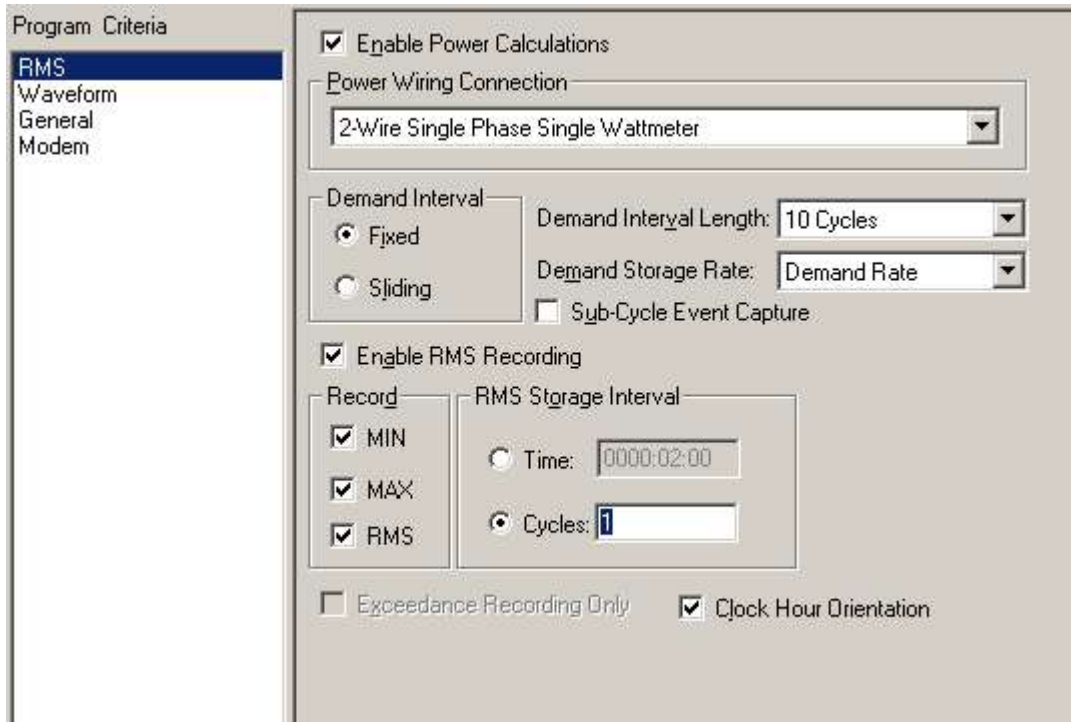 Program Criteria
RMS
Waveform
General
Modem
Enable Power Calculations
Power Wiring Connection
2-Wire Single Phase Single Wattmeter
Demand Interval
Fixed
Sliding
Demand Interval Length: 10 Cycles
Demand Storage Rate: Demand Rate
Sub-Cycle Event Capture
Enable RMS Recording
Record
MIN
MAX
RMS
RMS Storage Interval
Time: 0000:02:00
Cycles: 1
Exceedance Recording Only
Clock Hour Orientation